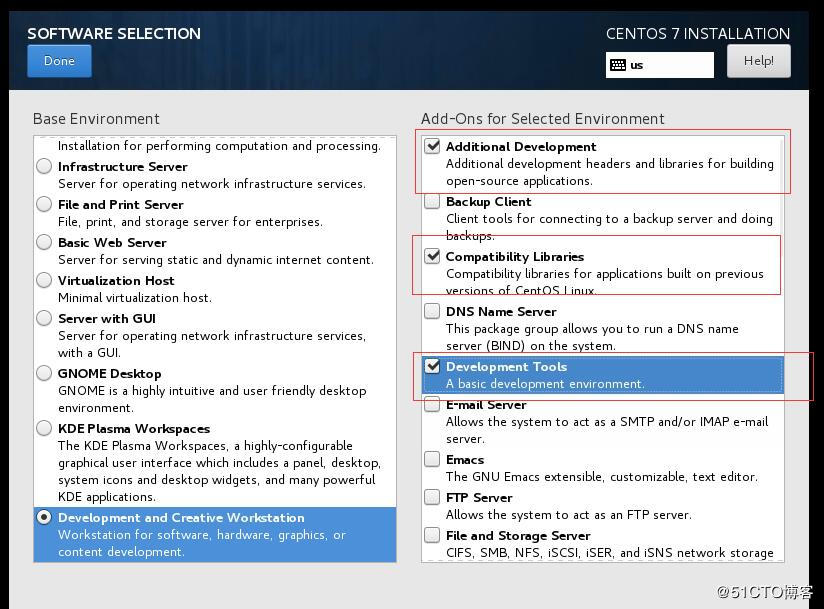 SOFTWARE SELECTION
CENTOS 7 INSTALLATION
Done
us
Help!
Base Environment
Installation for performing computation and processing.
Infrastructure Server
Server for operating network infrastructure services.
File and Print Server
File, print, and storage server for enterprises.
Basic Web Server
Server for serving static and dynamic internet content.
Virtualization Host
Minimal virtualization host.
Server with GUI
Server for operating network infrastructure services,
with a GUI.
GNOME Desktop
GNOME is a highly intuitive and user friendly desktop
environment.
KDE Plasma Workspaces
The KDE Plasma Workspaces, a highly-configurable
graphical user interface which includes a panel, desktop,
system icons and desktop widgets, and many powerful
KDE applications.
Development and Creative Workstation
Workstation for software, hardware, graphics, or
content development.
Add-Ons for Selected Environment
Additional Development
Additional development headers and libraries for building
open-source applications.
Backup Client
Client tools for connecting to a backup server and doing
backups.
Compatibility Libraries
Compatibility libraries for applications built on previous
versions of CentOS Linux.
DNS Name Server
This package group allows you to run a DNS name
server (BIND) on the system.
Development Tools
A basic development environment.
E-mail Server
Allows the system to act as a SMTP and/or IMAP e-mail
server.
Emacs
The GNU Emacs extensible, customizable, text editor.
FTP Server
Allows the system to act as an FTP server.
File and Storage Server
CIFS, SMB, NFS, iSCSI, iSER, and iSNS network storage
@51CTO博客